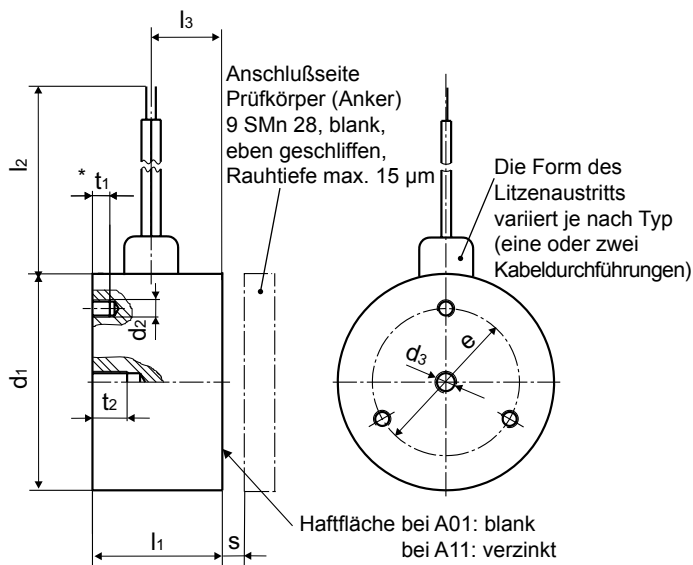 l3
Anschlußseite
Prüfkörper (Anker)
9 SMn 28, blank,
eben geschliffen,
Rauhtiefe max. 15 µm
l2
* t1
Die Form des
Litzenaustritts
variiert je nach Typ
(eine oder zwei
Kabeldurchführungen)
d2
d1
t2
e
d3
Haftfläche bei A01: blank
bei A11: verzinkt
l1
s